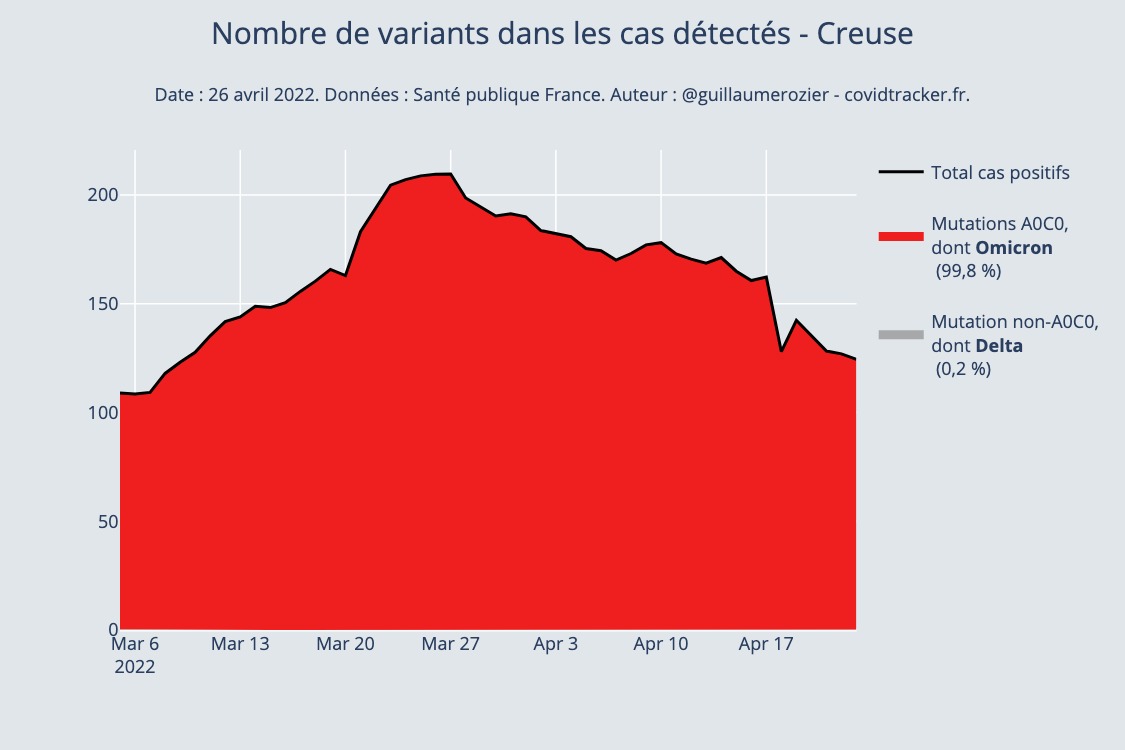 Nombre de variants dans les cas détectés - Creuse
Date : 26 avril 2022. Données : Santé publique France. Auteur : @guillaumerozier - covidtracker.fr.
200
150
100
50
0
Mar 6
2022
Mar 13
Mar 20
Mar 27
Apr 3
Apr 10
Apr 17
Total cas positifs
Mutations A0C0,
dont Omicron
(99,8 %)
Mutation non-A0C0,
dont Delta
(0,2 %)